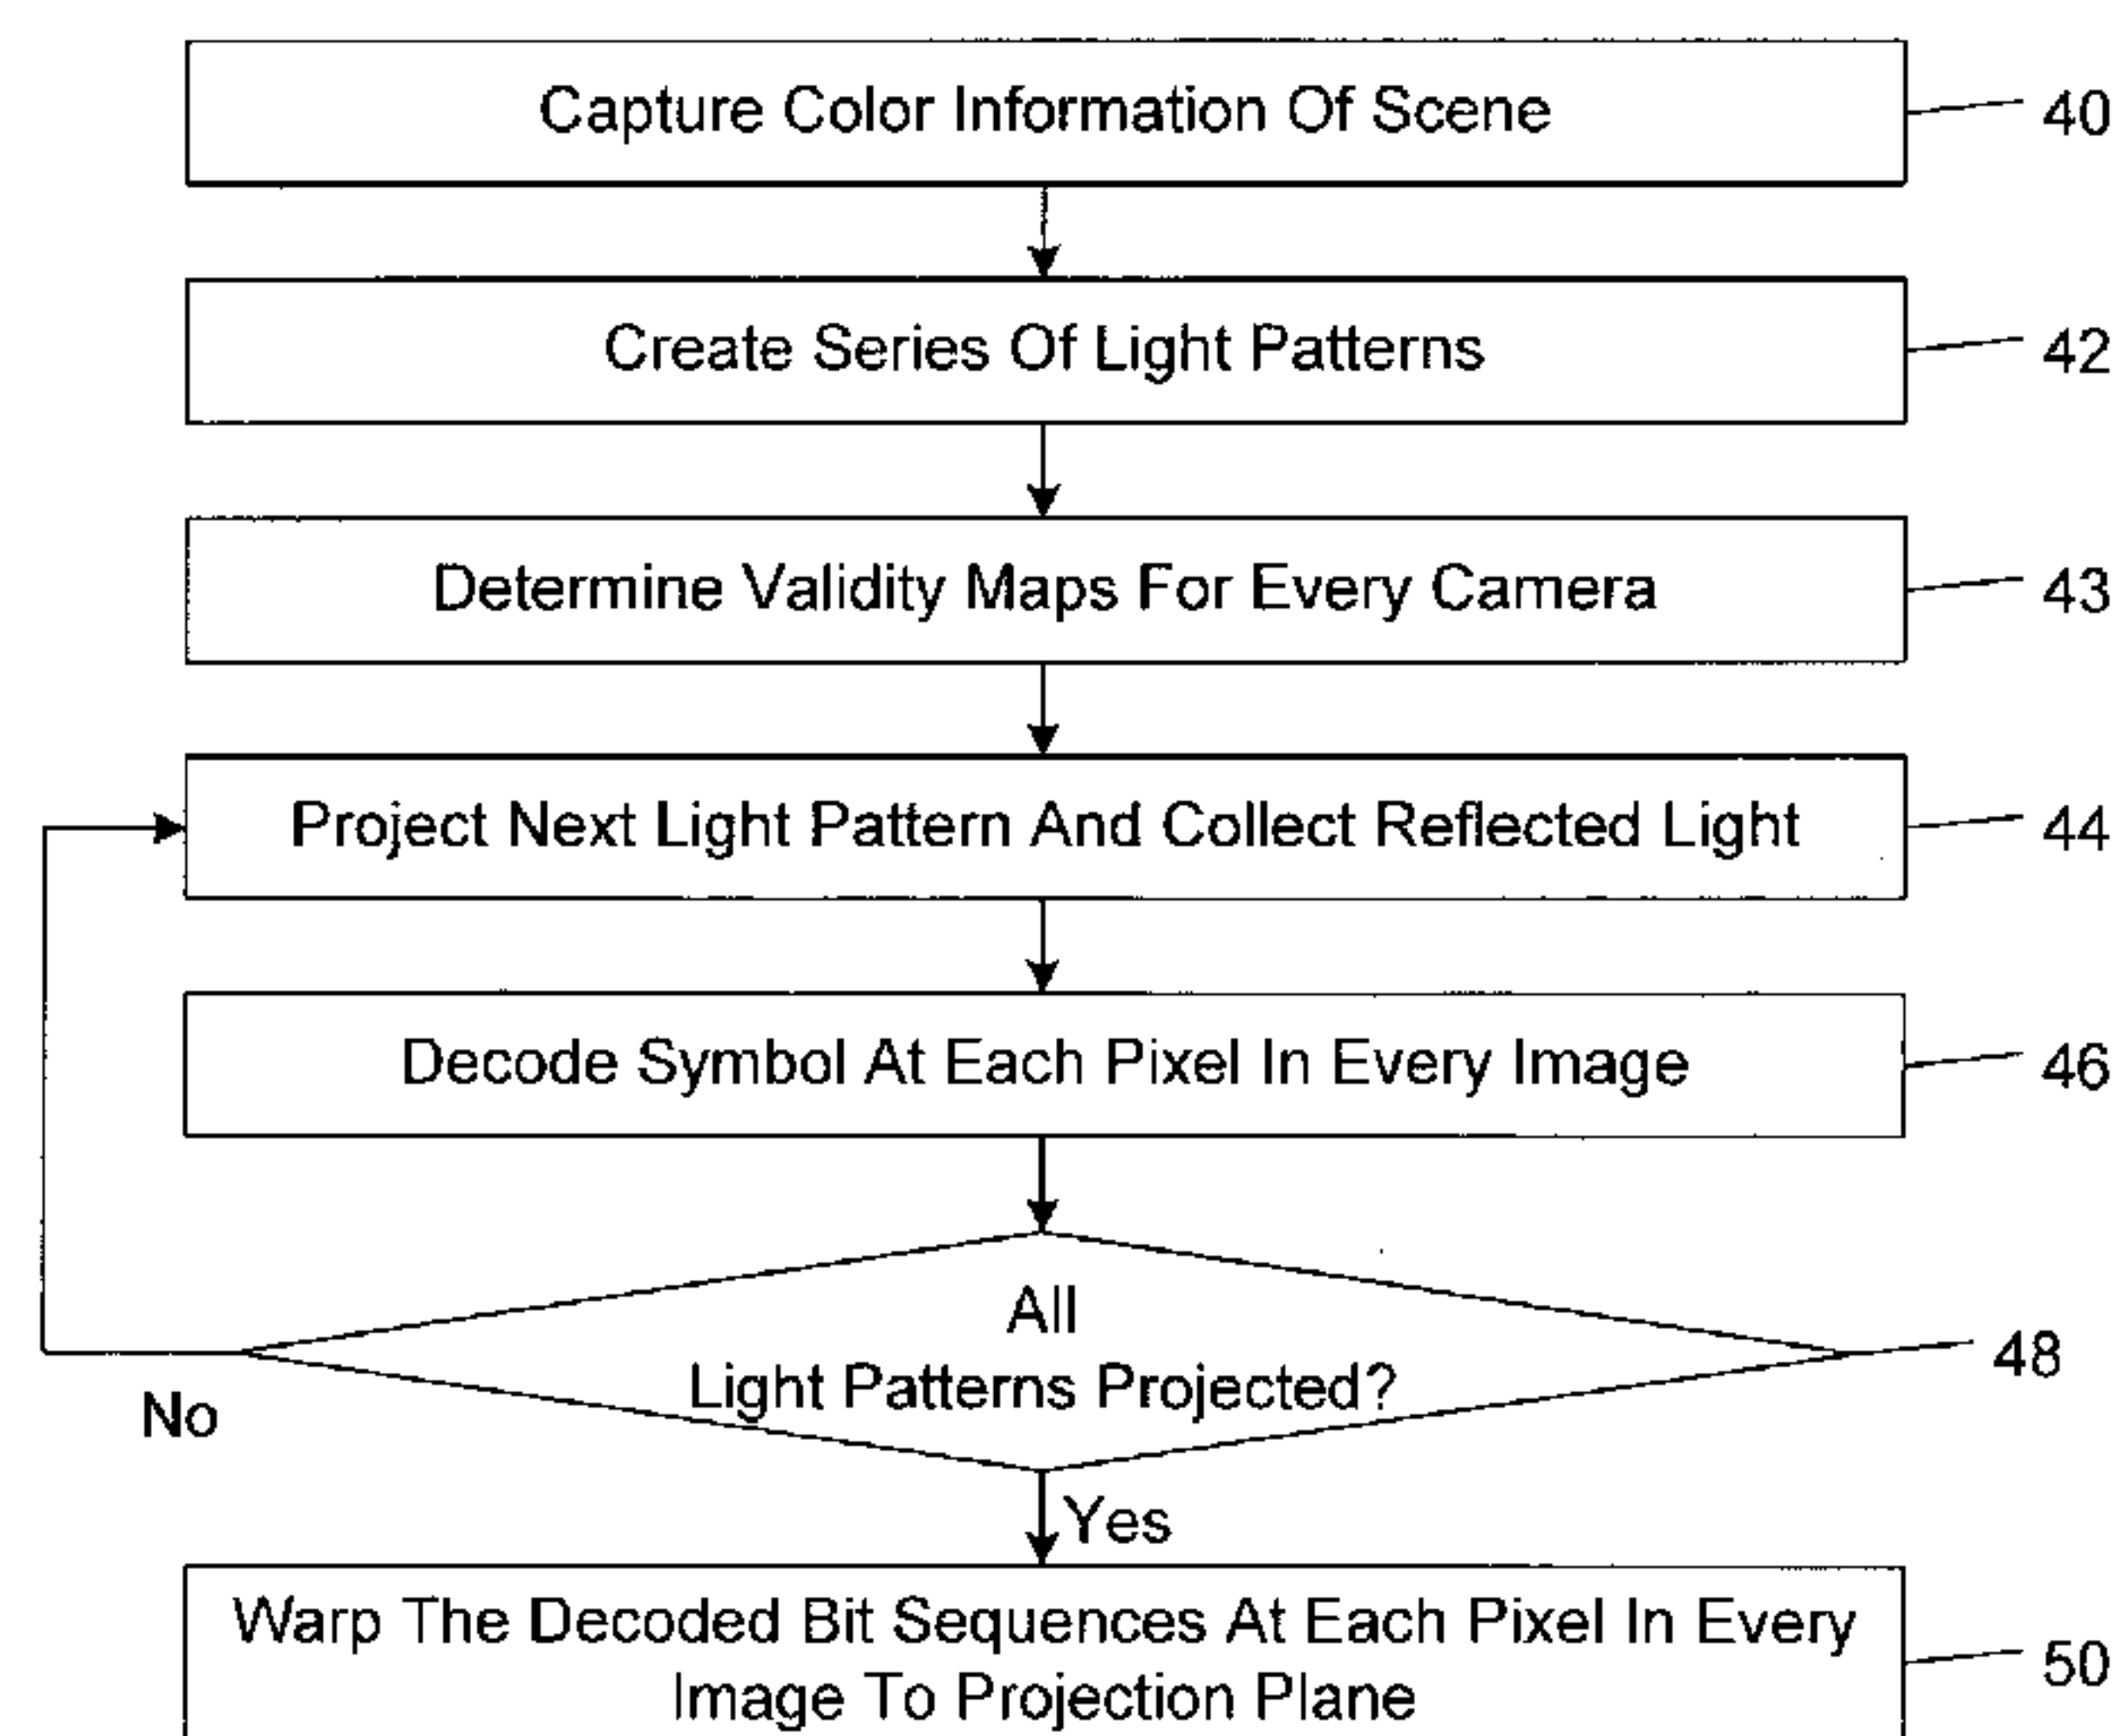 Capture Color Information Of Scene
40
Create Series Of Light Patterns
42
Determine Validity Maps For Every Camera
43
Project Next Light Pattern And Collect Reflected Light
44
Decode Symbol At Each Pixel In Every Image
46
All
Light Patterns Projected?
48
No
Yes
Warp The Decoded Bit Sequences At Each Pixel In Every
Image To Projection Plane
50